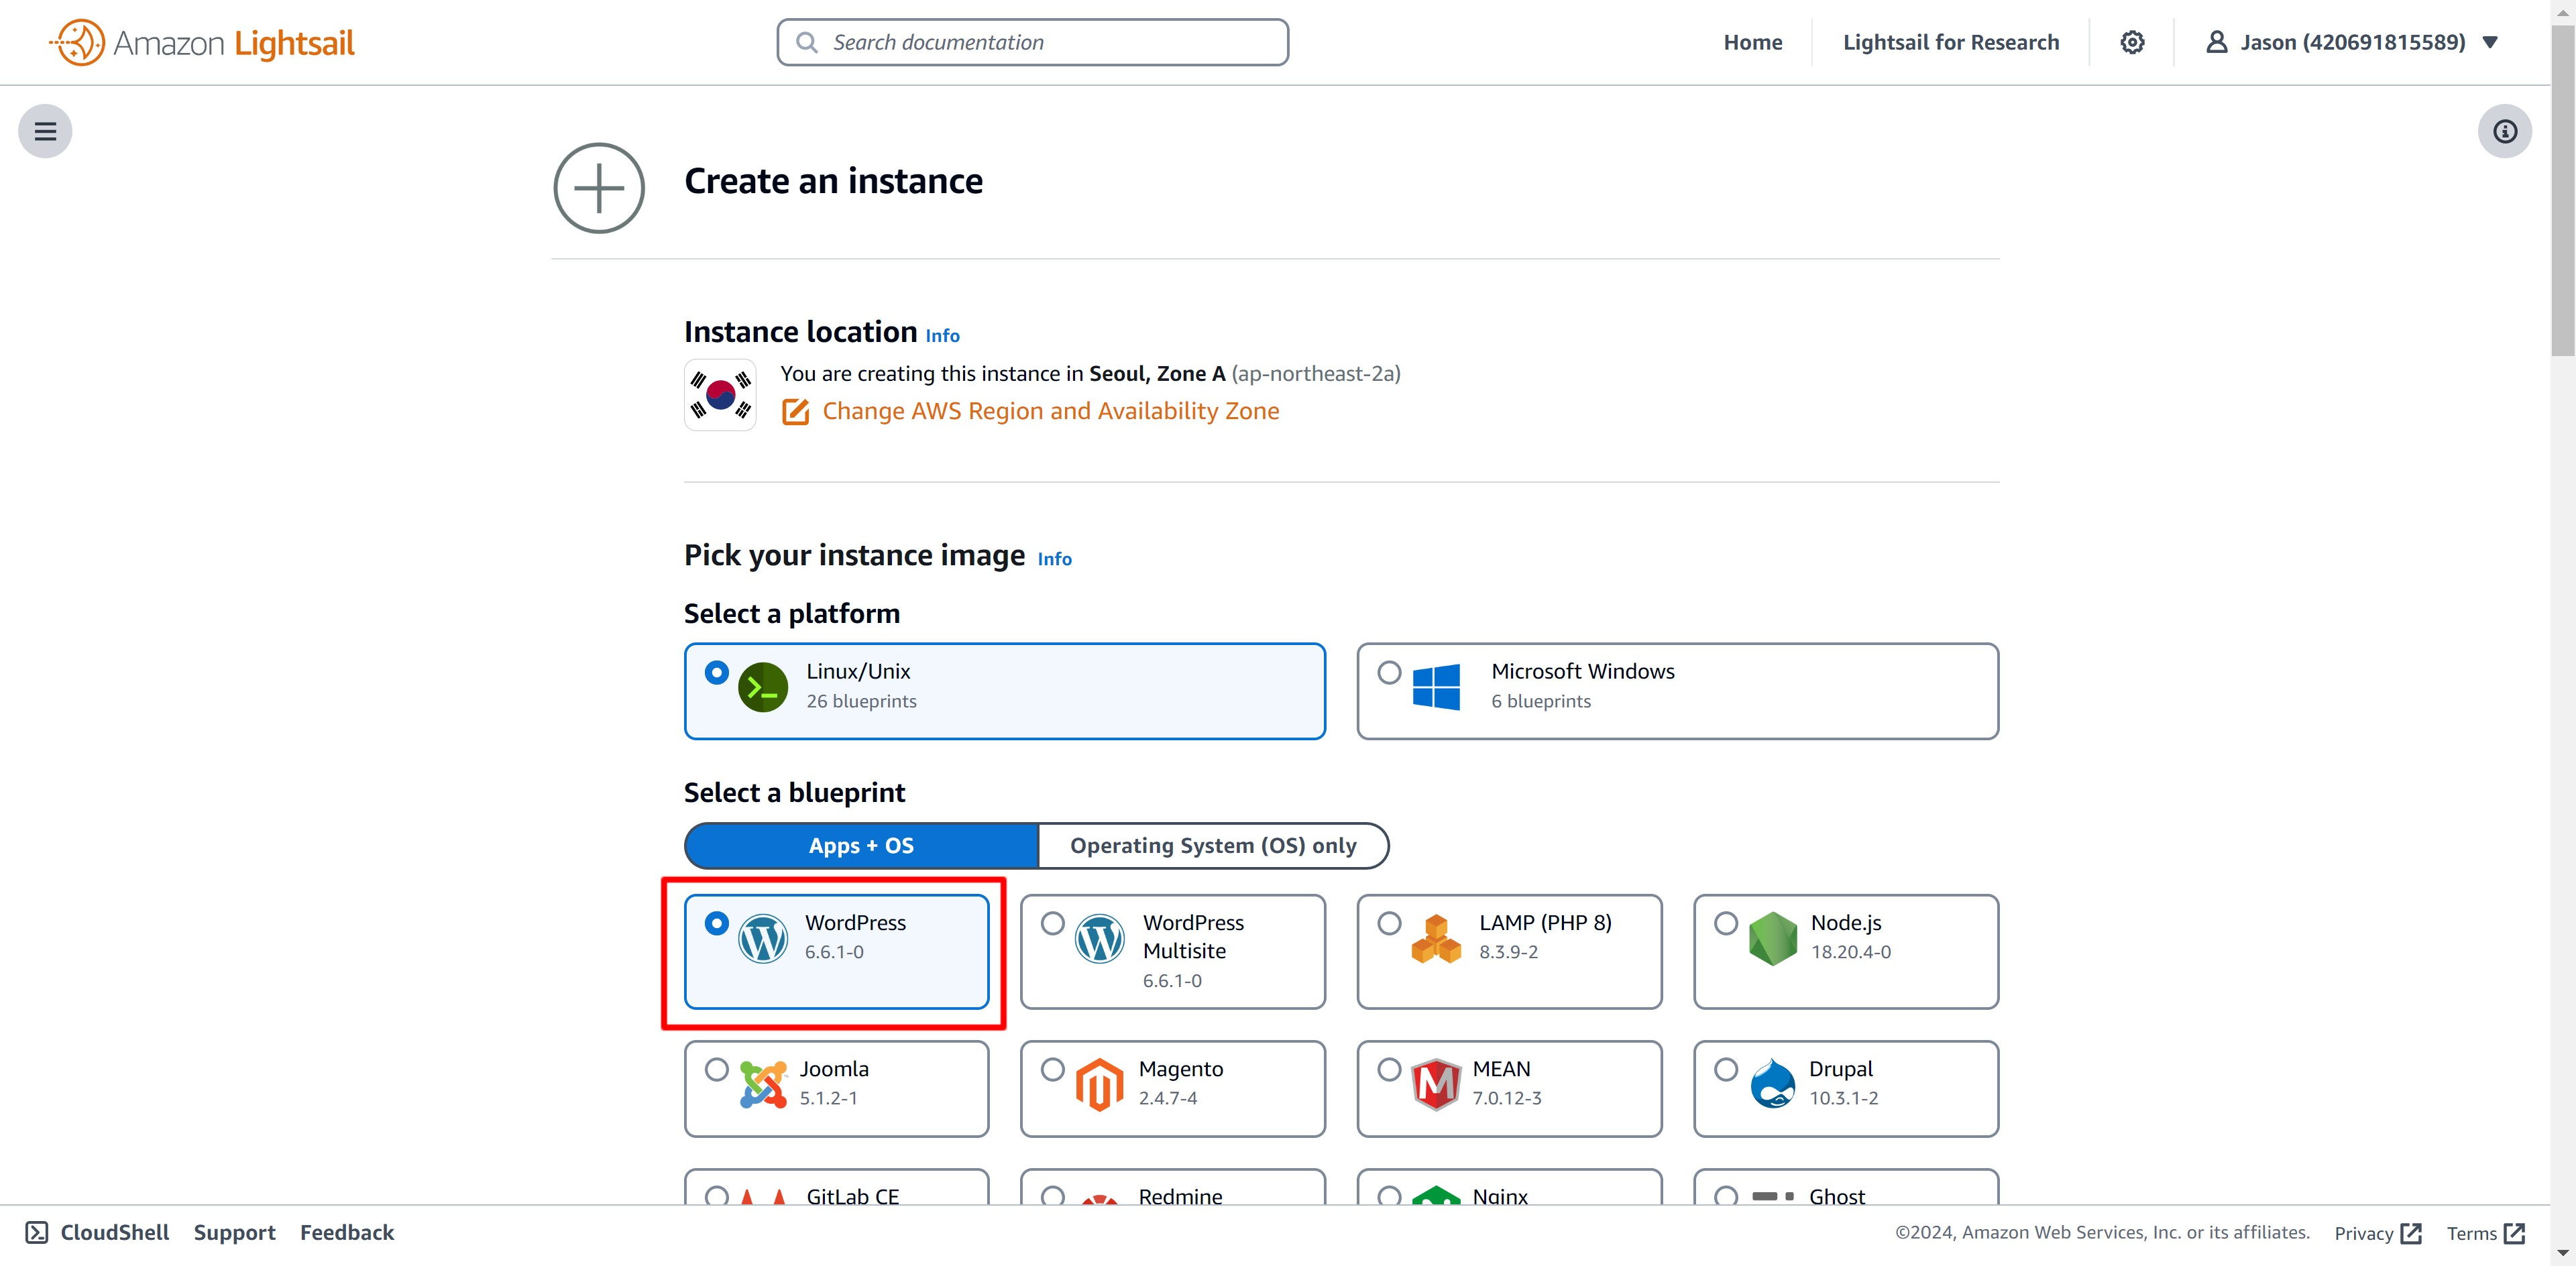 Amazon Lightsail
Search documentation
Home
Lightsail for Research
Jason (420691815589)
Create an instance
Instance location Info
You are creating this instance in Seoul, Zone A (ap-northeast-2a)
Change AWS Region and Availability Zone
Pick your instance image Info
Select a platform
Linux/Unix
26 blueprints
Microsoft Windows
6 blueprints
Select a blueprint
Apps + OS
Operating System (OS) only
WordPress
6.6.1-0
WordPress
Multisite
6.6.1-0
LAMP (PHP 8)
8.3.9-2
Node.js
18.20.4-0
Joomla
5.1.2-1
Magento
2.4.7-4
MEAN
7.0.12-3
Drupal
10.3.1-2
GitLab CE
Redmine
Nginx
Ghost
CloudShell
Support
Feedback
©2024, Amazon Web Services, Inc. or its affiliates.
Privacy
Terms